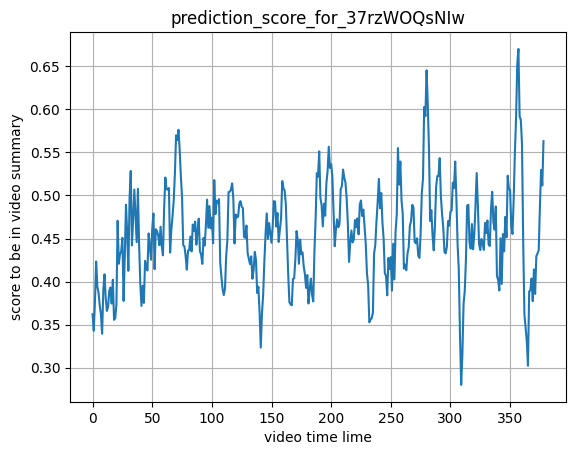 prediction_score_for_37rzWOQsNIw
score to be in video summary
0.65
0.60
0.55
0.50
0.45
0.40
0.35
0.30
0 50 100 150 200 250 300 350
video time lime